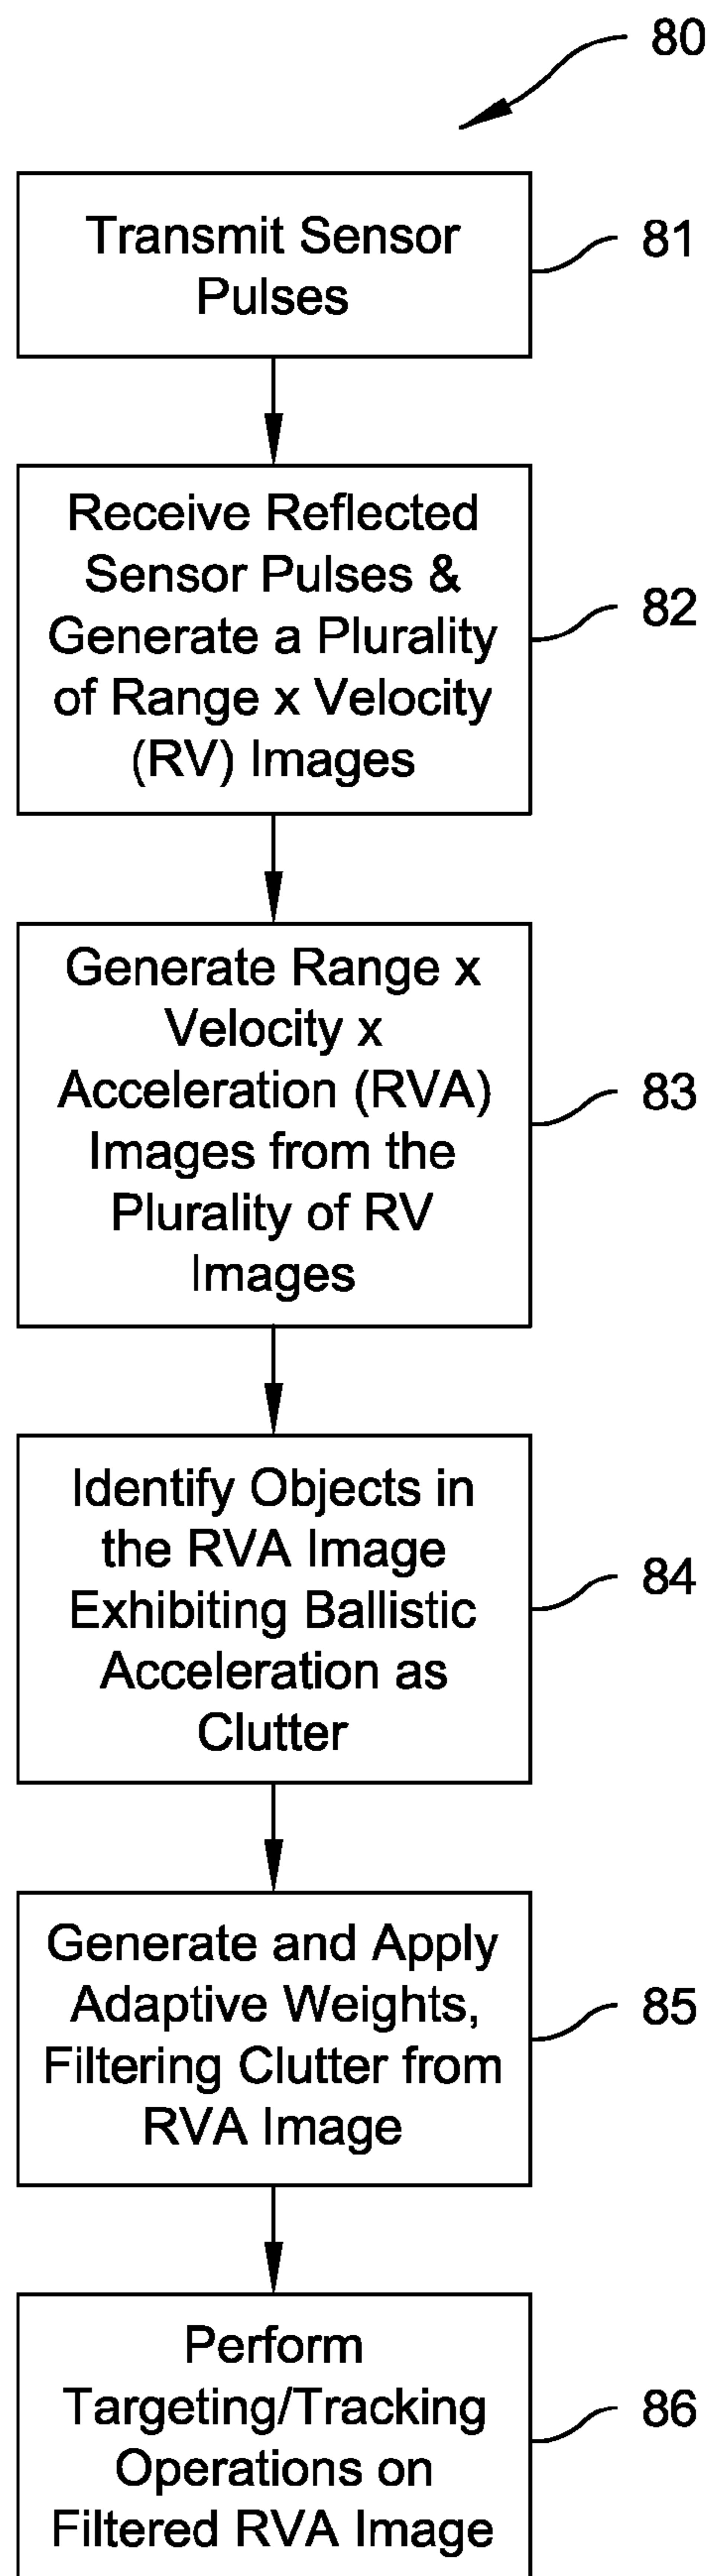 80
Transmit Sensor
Pulses
81
Receive Reflected
Sensor Pulses &
Generate a Plurality
of Range x Velocity
(RV) Images
82
Generate Range x
Velocity x
Acceleration (RVA)
Images from the
Plurality of RV
Images
83
Identify Objects in
the RVA Image
Exhibiting Ballistic
Acceleration as
Clutter
84
Generate and Apply
Adaptive Weights,
Filtering Clutter from
RVA Image
85
Perform
Targeting/Tracking
Operations on
Filtered RVA Image
86